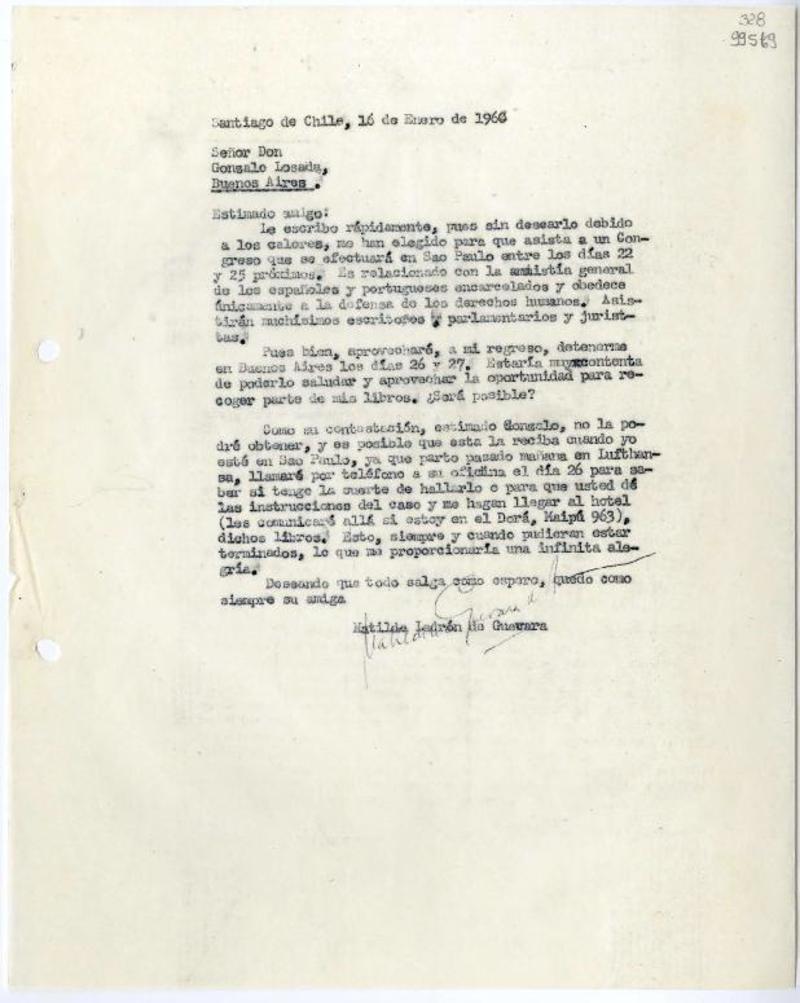 328
99569
Santiago de Chile, 16 de Enero de 1960
Señor Don
Gonzalo Losada,
Buenos Aires.
Estimado amigo:
Le escribo rápidamente, pues sin desearlo debido
a los calores, me han elegido para que asista a un Con-
greso que se efectuará en Sao Paulo entre los días 22
y 25 próximos. Es relacionado con la amnistía general
de los españoles y portugueses encarcelados y obedece
únicamente a la defensa de los derechos humanos. Asis-
tirán muchísimos escritores, parlamentarios y jurist-
tas.
Pues bien, aprovecharé, a mi regreso, detenerme
en Buenos Aires los días 26 y 27. Estaría muyxcontenta
de poderlo saludar y aprovechar la oportunidad para re-
coger parte de mis libros. ¿Será posible?
Como su contestación, estimado Gonzalo, no la po-
dré obtener, y es posible que esta la reciba cuando yo
esté en Sao Paulo, ya que parto pasado mañana en Lufthan-
sa, llamaré por teléfono a su oficina el día 26 para sa-
ber si tengo la suerte de hallarlo o para que usted dé
las instrucciones del caso y me hagan llegar al hotel
(les comunicaré allá si estoy en el Dorá, Maipú 963),
dichos libros. Esto, siempre y cuando pudieran estar
terminados, lo que me proporcionaría una infinita ale-
gría.
Deseando que todo salga como espero, quedo como
siempre su amiga
Matilde Ladrón de Guevara